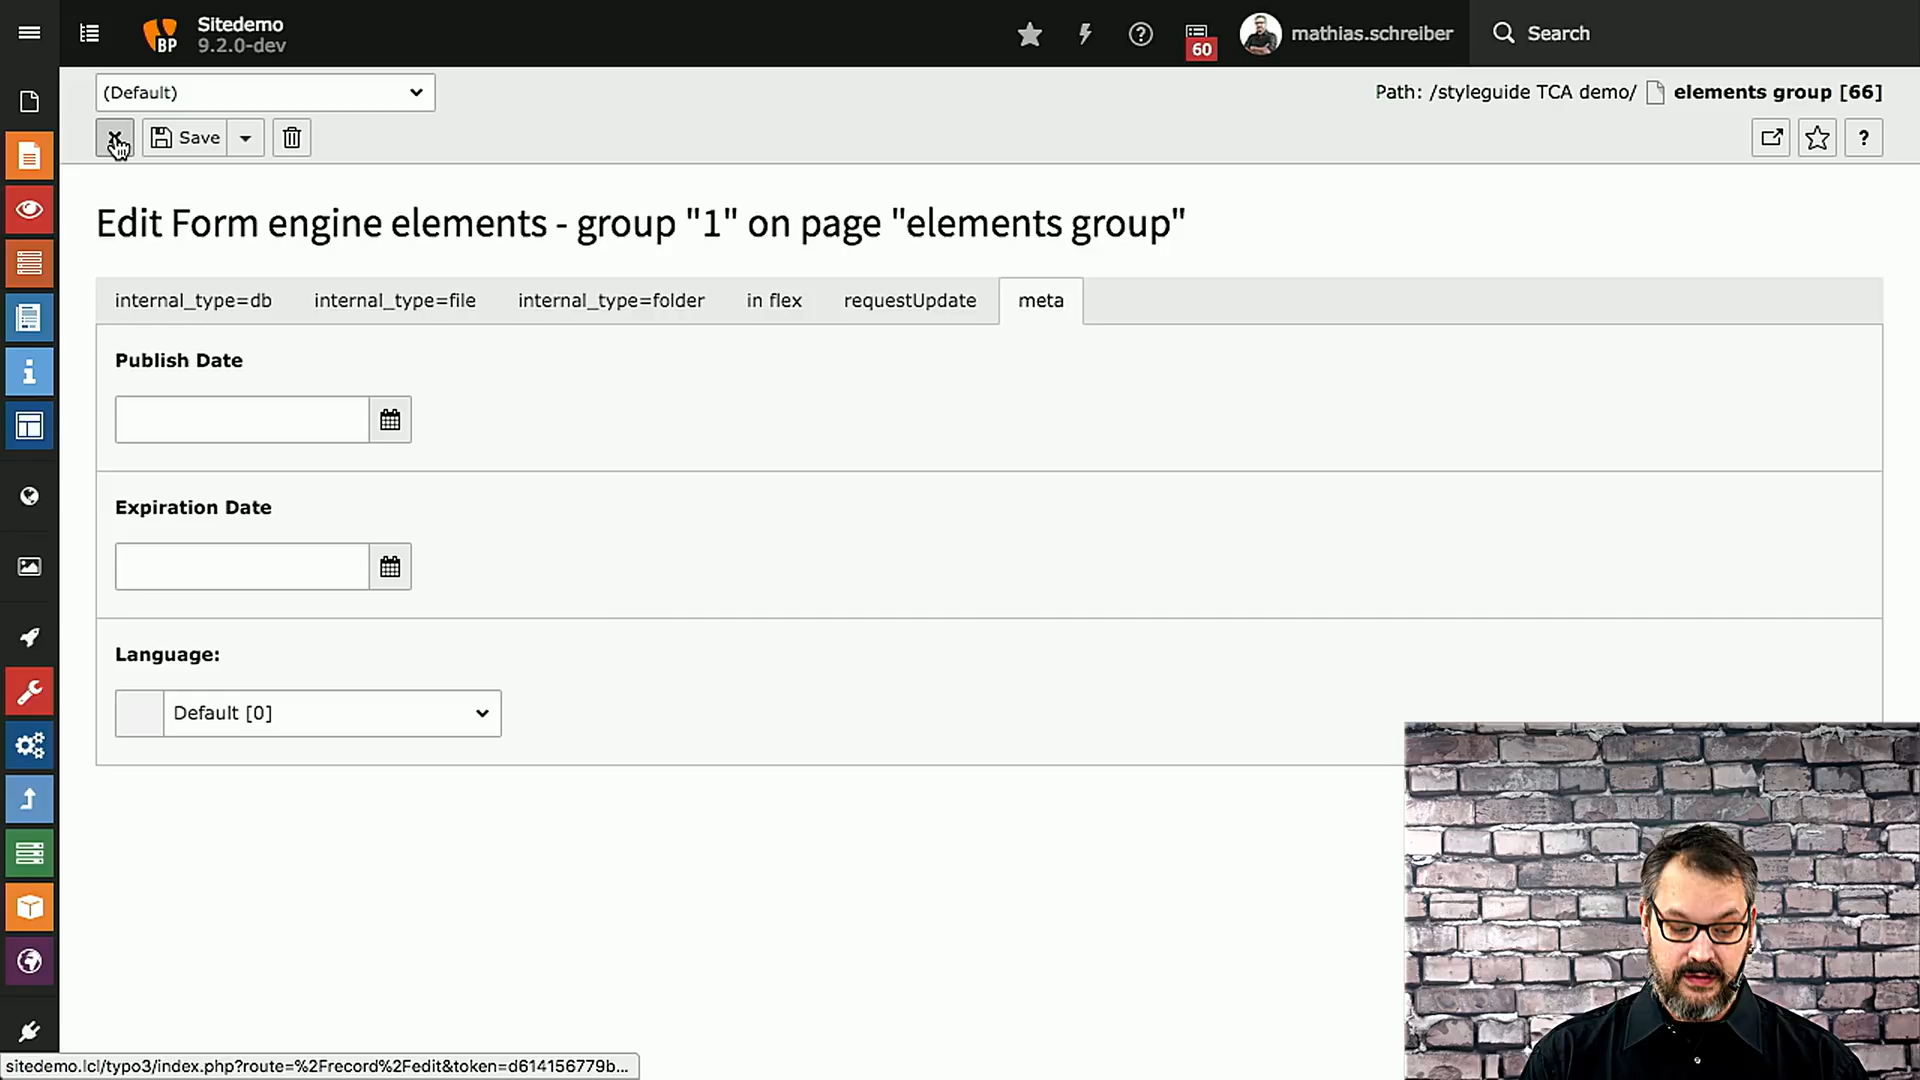 Sitedemo
9.2.0-dev
BP
60
mathias.schreiber
Search
(Default)
Path: /styleguide TCA demo/ elements group [66]
Save
?
Edit Form engine elements - group "1" on page "elements group"
internal_type=db internal_type=file internal_type=folder in flex requestUpdate meta
Publish Date
Expiration Date
Language:
Default [0]
sitedemo.lcl/typo3/index.php?route=%2Frecord%2Fedit&token=d614156779b...